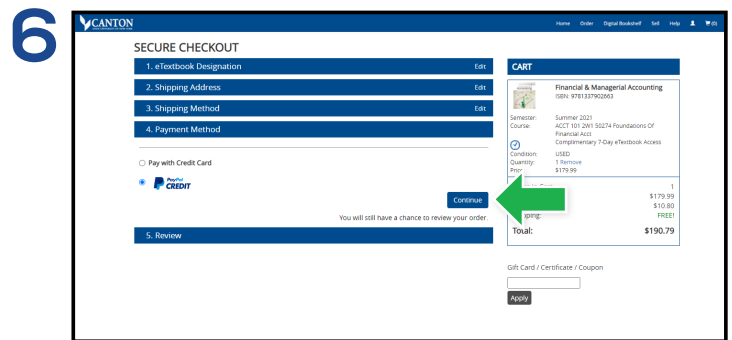 6
CANTON
Home Order Digital Bookshelf Sell Help (0)
SECURE CHECKOUT
1. eTextbook Designation Edit
2. Shipping Address Edit
3. Shipping Method Edit
4. Payment Method
Pay with Credit Card
PayPal
CREDIT
Continue
You will still have a chance to review your order.
5. Review
CART
Financial & Managerial Accounting
ISBN: 9781337902663
Semester: Summer 2021
Course: ACCT 101 2W1 50274 Foundations Of
Financial Acct
Complimentary 7-Day eTextbook Access
Condition: USED
Quantity: 1 Remove
Price: $179.99
1
$179.99
$10.80
FREE!
Total: $190.79
Gift Card / Certificate / Coupon
Apply